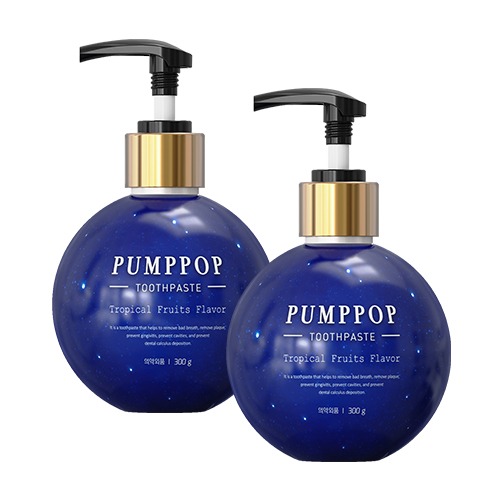 PUMPPOP
TOOTHPASTE
Tropical Fruits Flavor
It is a toothpaste that helps to remove bad breath, remove plaque,
prevent gingivitis, prevent cavities, and prevent
dental calculus deposition.
의약외품 | 300 g
PUMPPOP
TOOTHPASTE
Tropical Fruits Flavor
It is a toothpaste that helps to remove bad breath, remove plaque,
prevent gingivitis, prevent cavities, and prevent
dental calculus deposition.
의약외품 | 300 g